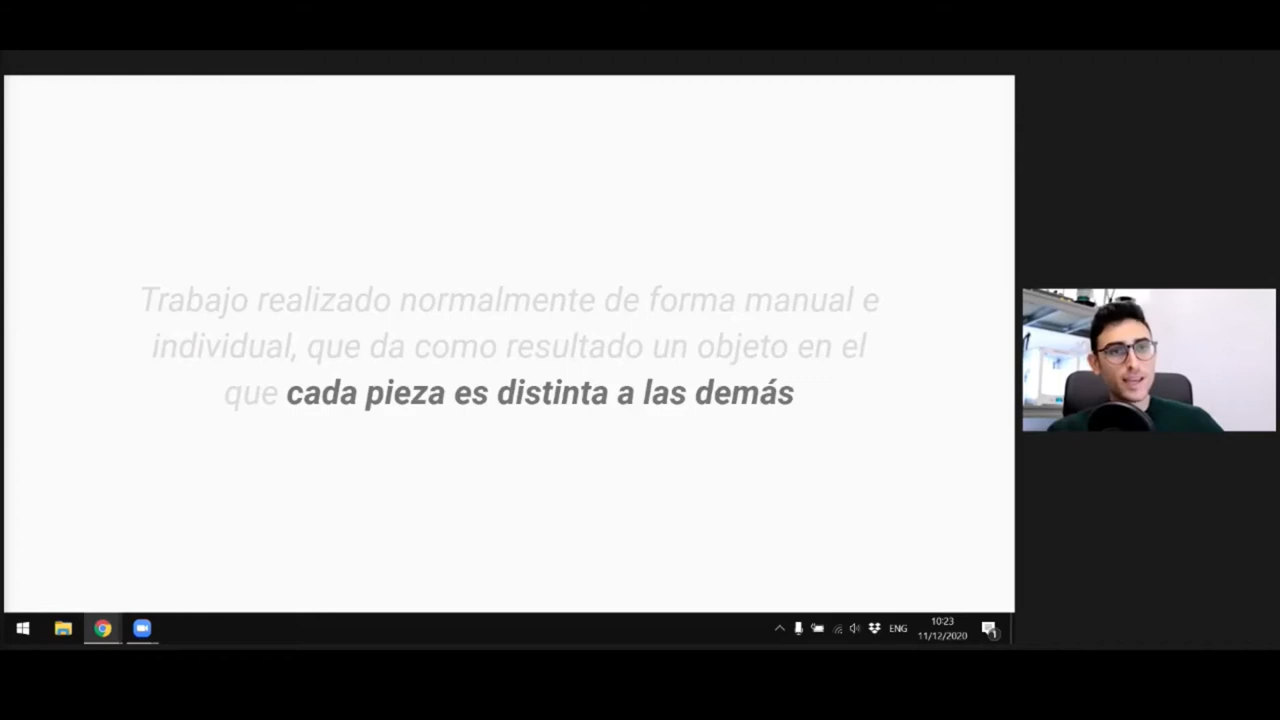 Trabajo realizado normalmente de forma manual e
individual, que da como resultado un objeto en el
que cada pieza es distinta a las demás
ENG
10:23
11/12/2020
1